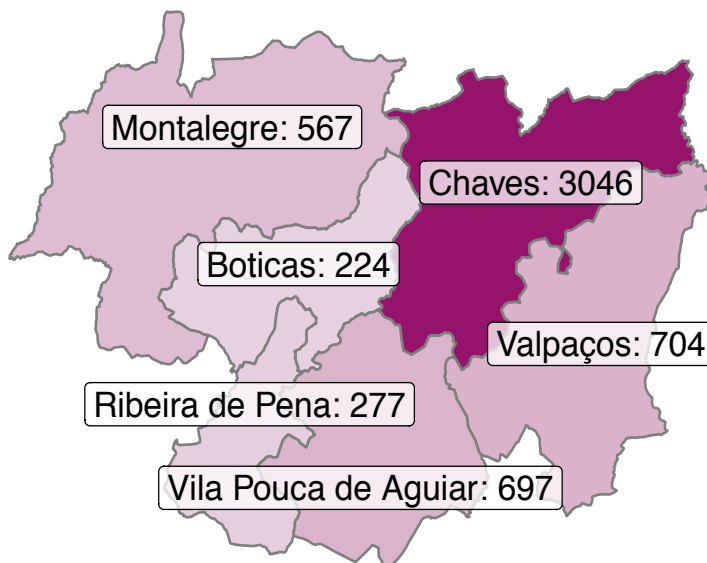 Montalegre: 567
Chaves: 3046
Boticas: 224
Valpaços: 704
Ribeira de Pena: 277
Vila Pouca de Aguiar: 697